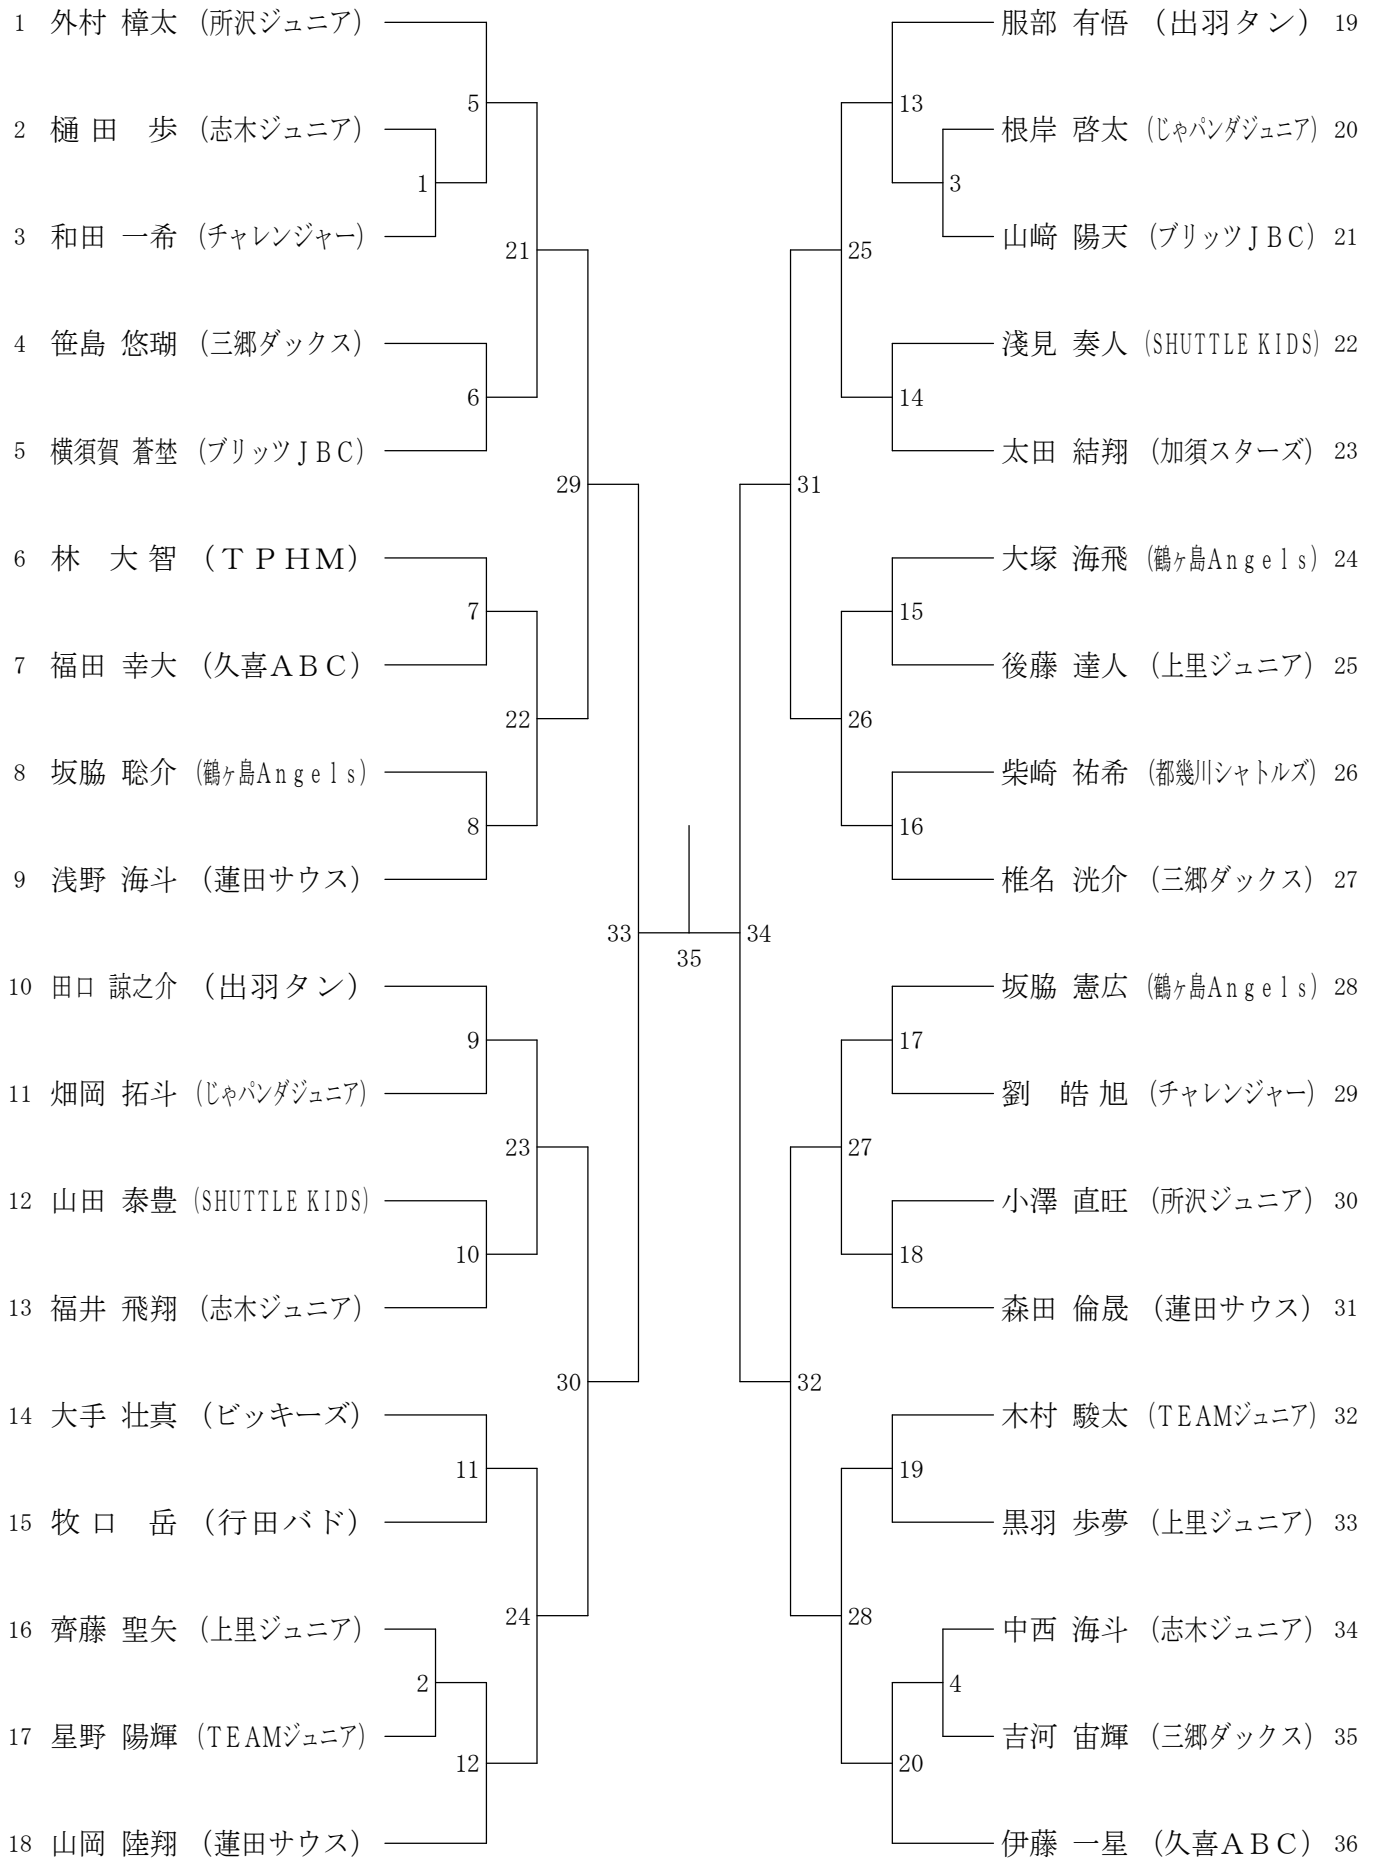 1 外村 樟太 (所沢ジュニア)
5
2 樋田 歩 (志木ジュニア)
1
3 和田 一希 (チャレンジャー)
21
4 笹島 悠瑚 (三郷ダックス)
6
5 横須賀 蒼埜 (ブリッツJBC)
29
6 林 大智 (TPHM)
7
7 福田 幸大 (久喜ABC)
22
8 坂脇 聡介 (鶴ヶ島Angels)
8
9 浅野 海斗 (蓮田サウス)
33
10 田口 諒之介 (出羽タン)
9
11 畑岡 拓斗 (じゃパンダジュニア)
23
12 山田 泰豊 (SHUTTLE KIDS)
10
13 福井 飛翔 (志木ジュニア)
30
14 大手 壮真 (ビッキーズ)
11
15 牧口 岳 (行田バド)
24
16 齊藤 聖矢 (上里ジュニア)
2
17 星野 陽輝 (TEAMジュニア)
12
18 山岡 陸翔 (蓮田サウス)
35
服部 有悟 (出羽タン) 19
13
根岸 啓太 (じゃパンダジュニア) 20
3
山﨑 陽天 (ブリッツJBC) 21
25
淺見 奏人 (SHUTTLE KIDS) 22
14
太田 結翔 (加須スターズ) 23
31
大塚 海飛 (鶴ヶ島Angels) 24
15
後藤 達人 (上里ジュニア) 25
26
柴崎 祐希 (都幾川シャトルズ) 26
16
椎名 洸介 (三郷ダックス) 27
34
坂脇 憲広 (鶴ヶ島Angels) 28
17
劉 皓旭 (チャレンジャー) 29
27
小澤 直旺 (所沢ジュニア) 30
18
森田 倫晟 (蓮田サウス) 31
32
木村 駿太 (TEAMジュニア) 32
19
黒羽 歩夢 (上里ジュニア) 33
28
中西 海斗 (志木ジュニア) 34
4
吉河 宙輝 (三郷ダックス) 35
20
伊藤 一星 (久喜ABC) 36